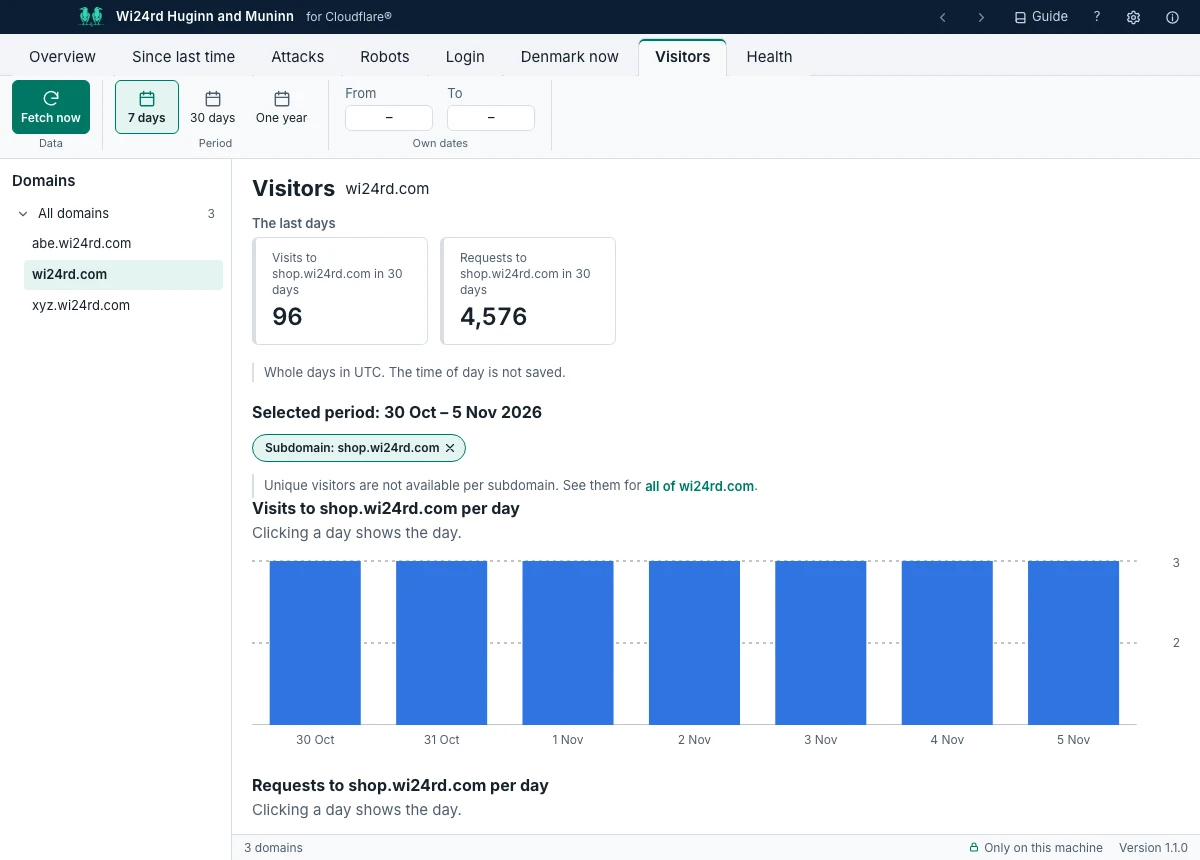 Wi24rd Huginn and Muninn for Cloudflare®
Guide ?
Overview Since last time Attacks Robots Login Denmark now Visitors Health
Fetch now
Data
7 days 30 days One year
Period
From To
– –
Own dates
Domains
All domains 3
abe.wi24rd.com
wi24rd.com
xyz.wi24rd.com
Visitors wi24rd.com
The last days
Visits to
shop.wi24rd.com in 30
days
96
Requests to
shop.wi24rd.com in 30
days
4,576
Whole days in UTC. The time of day is not saved.
Selected period: 30 Oct – 5 Nov 2026
Subdomain: shop.wi24rd.com ✕
Unique visitors are not available per subdomain. See them for all of wi24rd.com.
Visits to shop.wi24rd.com per day
Clicking a day shows the day.
3
2
30 Oct 31 Oct 1 Nov 2 Nov 3 Nov 4 Nov 5 Nov
Requests to shop.wi24rd.com per day
Clicking a day shows the day.
3 domains Only on this machine Version 1.1.0